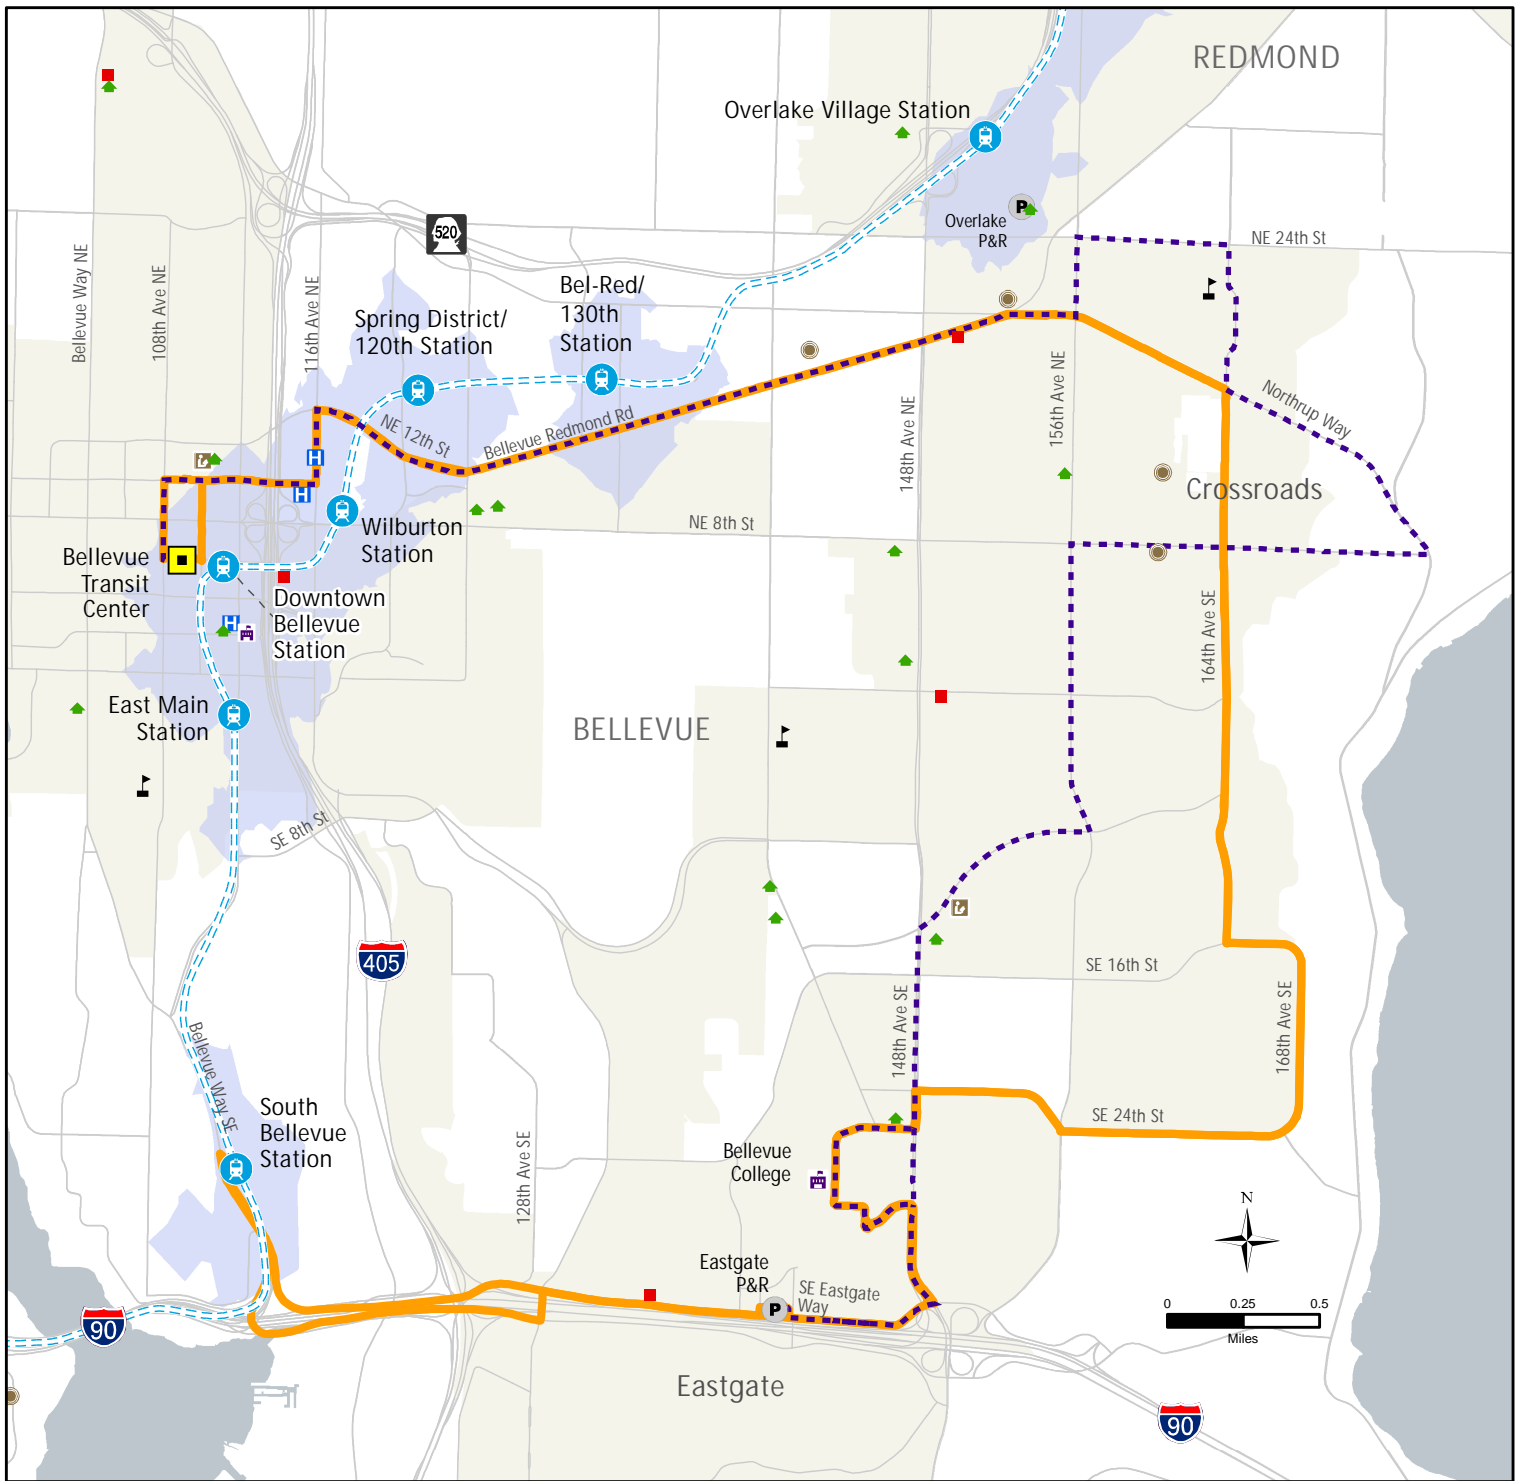 REDMOND
Overlake Village Station
P
Overlake
P&R
520
NE 24th St
Bellevue Way NE
108th Ave NE
116th Ave NE
Bel-Red/
130th
Station
Spring District/
120th Station
156th Ave NE
148th Ave NE
NE 12th St
Bellevue Redmond Rd
Northrup Way
H
H
Crossroads
Wilburton
Station
NE 8th St
Bellevue
Transit
Center
Downtown
Bellevue
Station
H
164th Ave SE
East Main
Station
BELLEVUE
SE 8th St
405
SE 16th St
148th Ave SE
168th Ave SE
Bellevue Way SE
South
Bellevue
Station
SE 24th St
128th Ave SE
Bellevue
College
N
Eastgate
P&R
P
SE Eastgate
Way
0 0.25 0.5
Miles
90
Eastgate
90